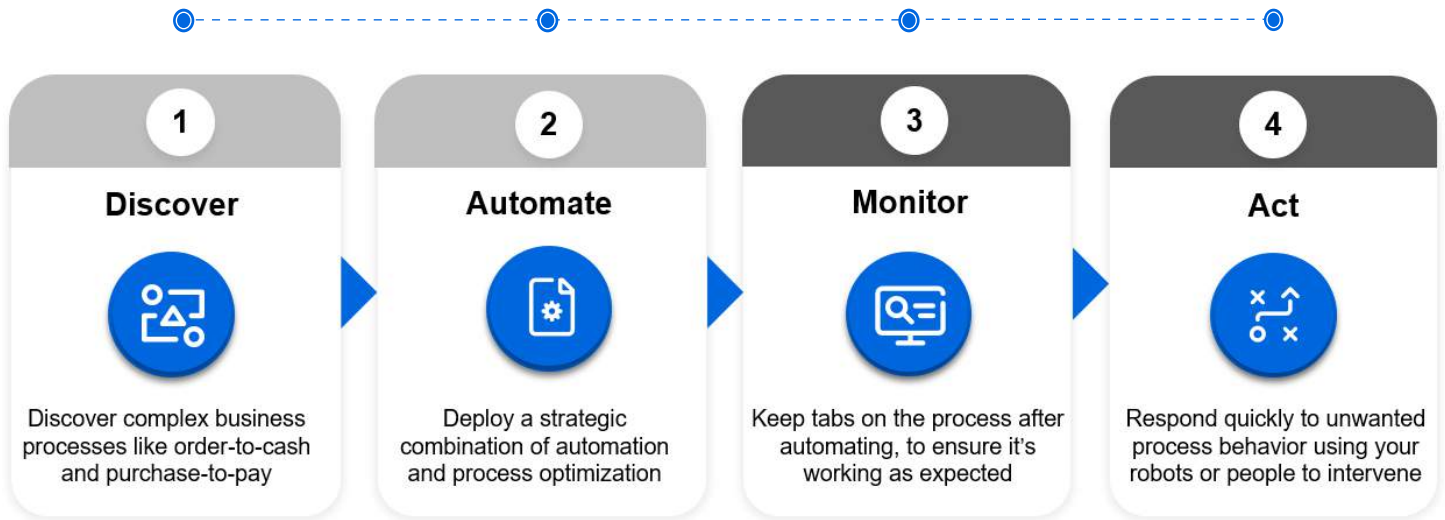 1
Discover
Discover complex business
processes like order-to-cash
and purchase-to-pay
2
Automate
Deploy a strategic
combination of automation
and process optimization
3
Monitor
Keep tabs on the process after
automating, to ensure it's
working as expected
4
Act
Respond quickly to unwanted
process behavior using your
robots or people to intervene